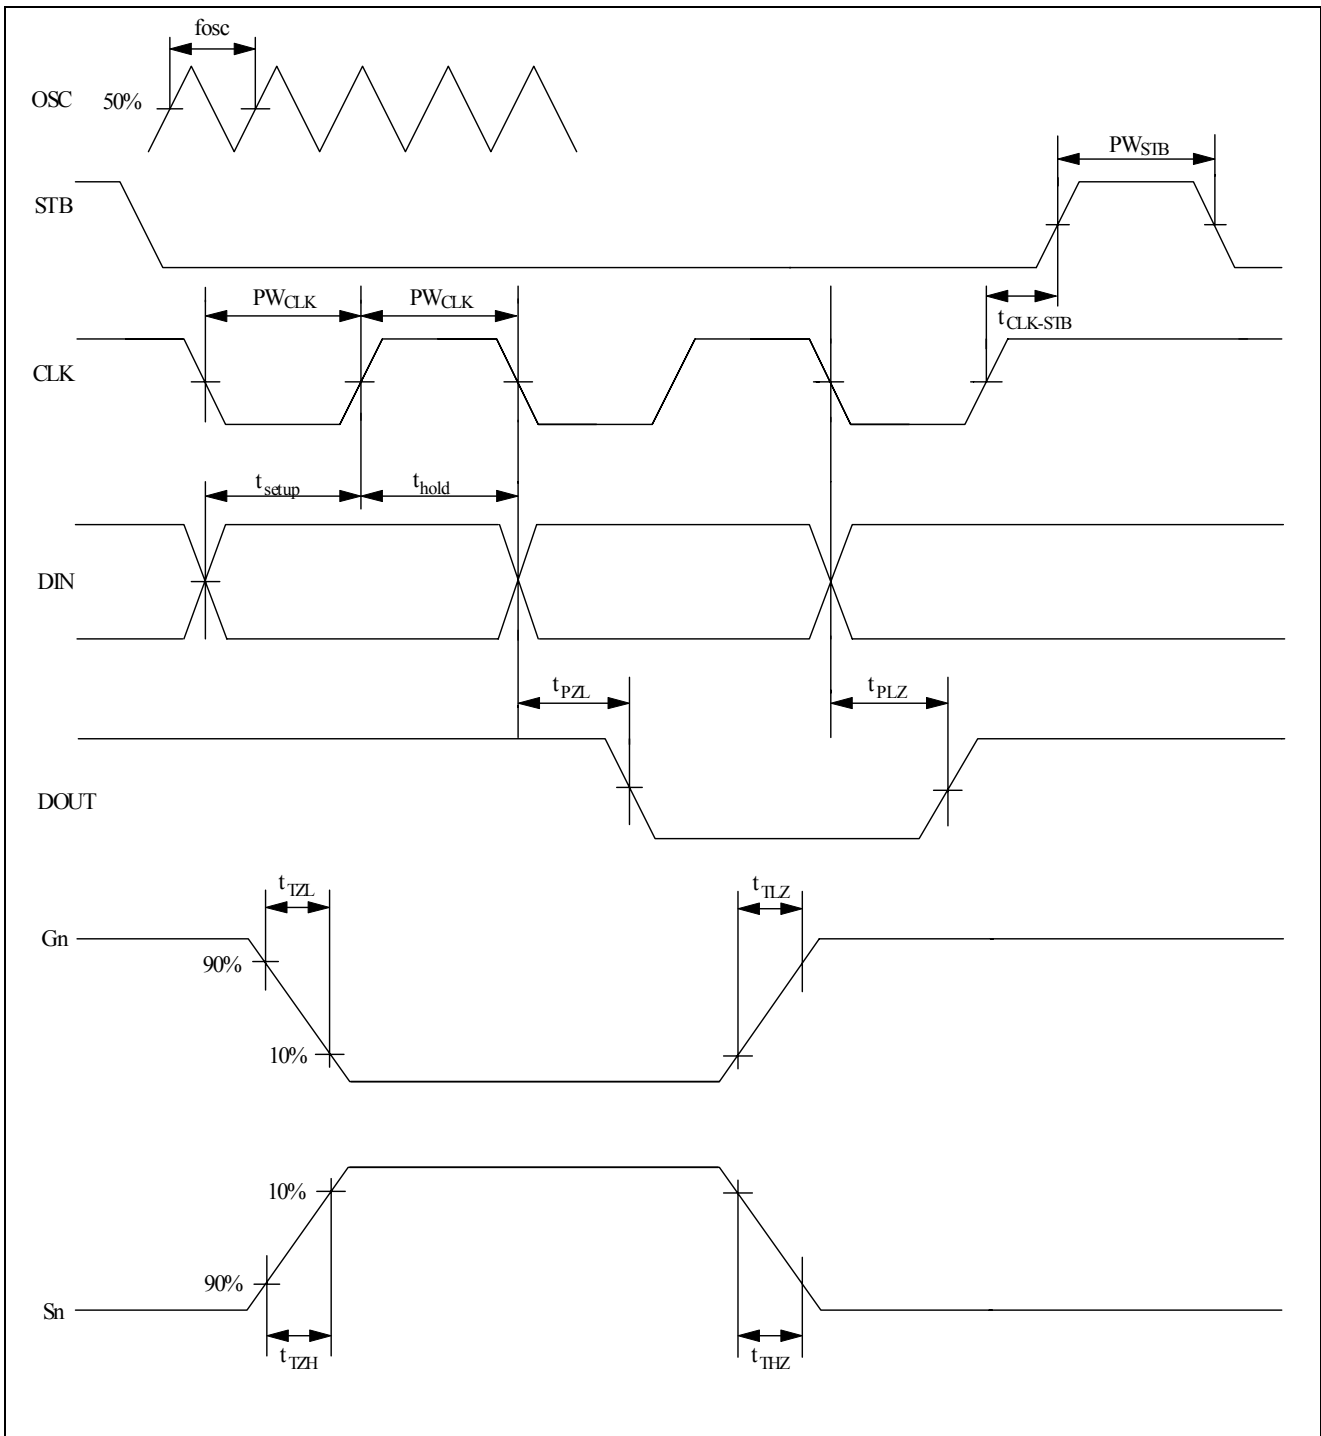 fosc
OSC 50%
PWSTB
STB
PWCLK PWCLK
tCLK-STB
CLK
tsetup thold
DIN
tPZL tPLZ
DOUT
tTZL tTLZ
Gn
90%
10%
10%
90%
Sn
tTZH tTHZ